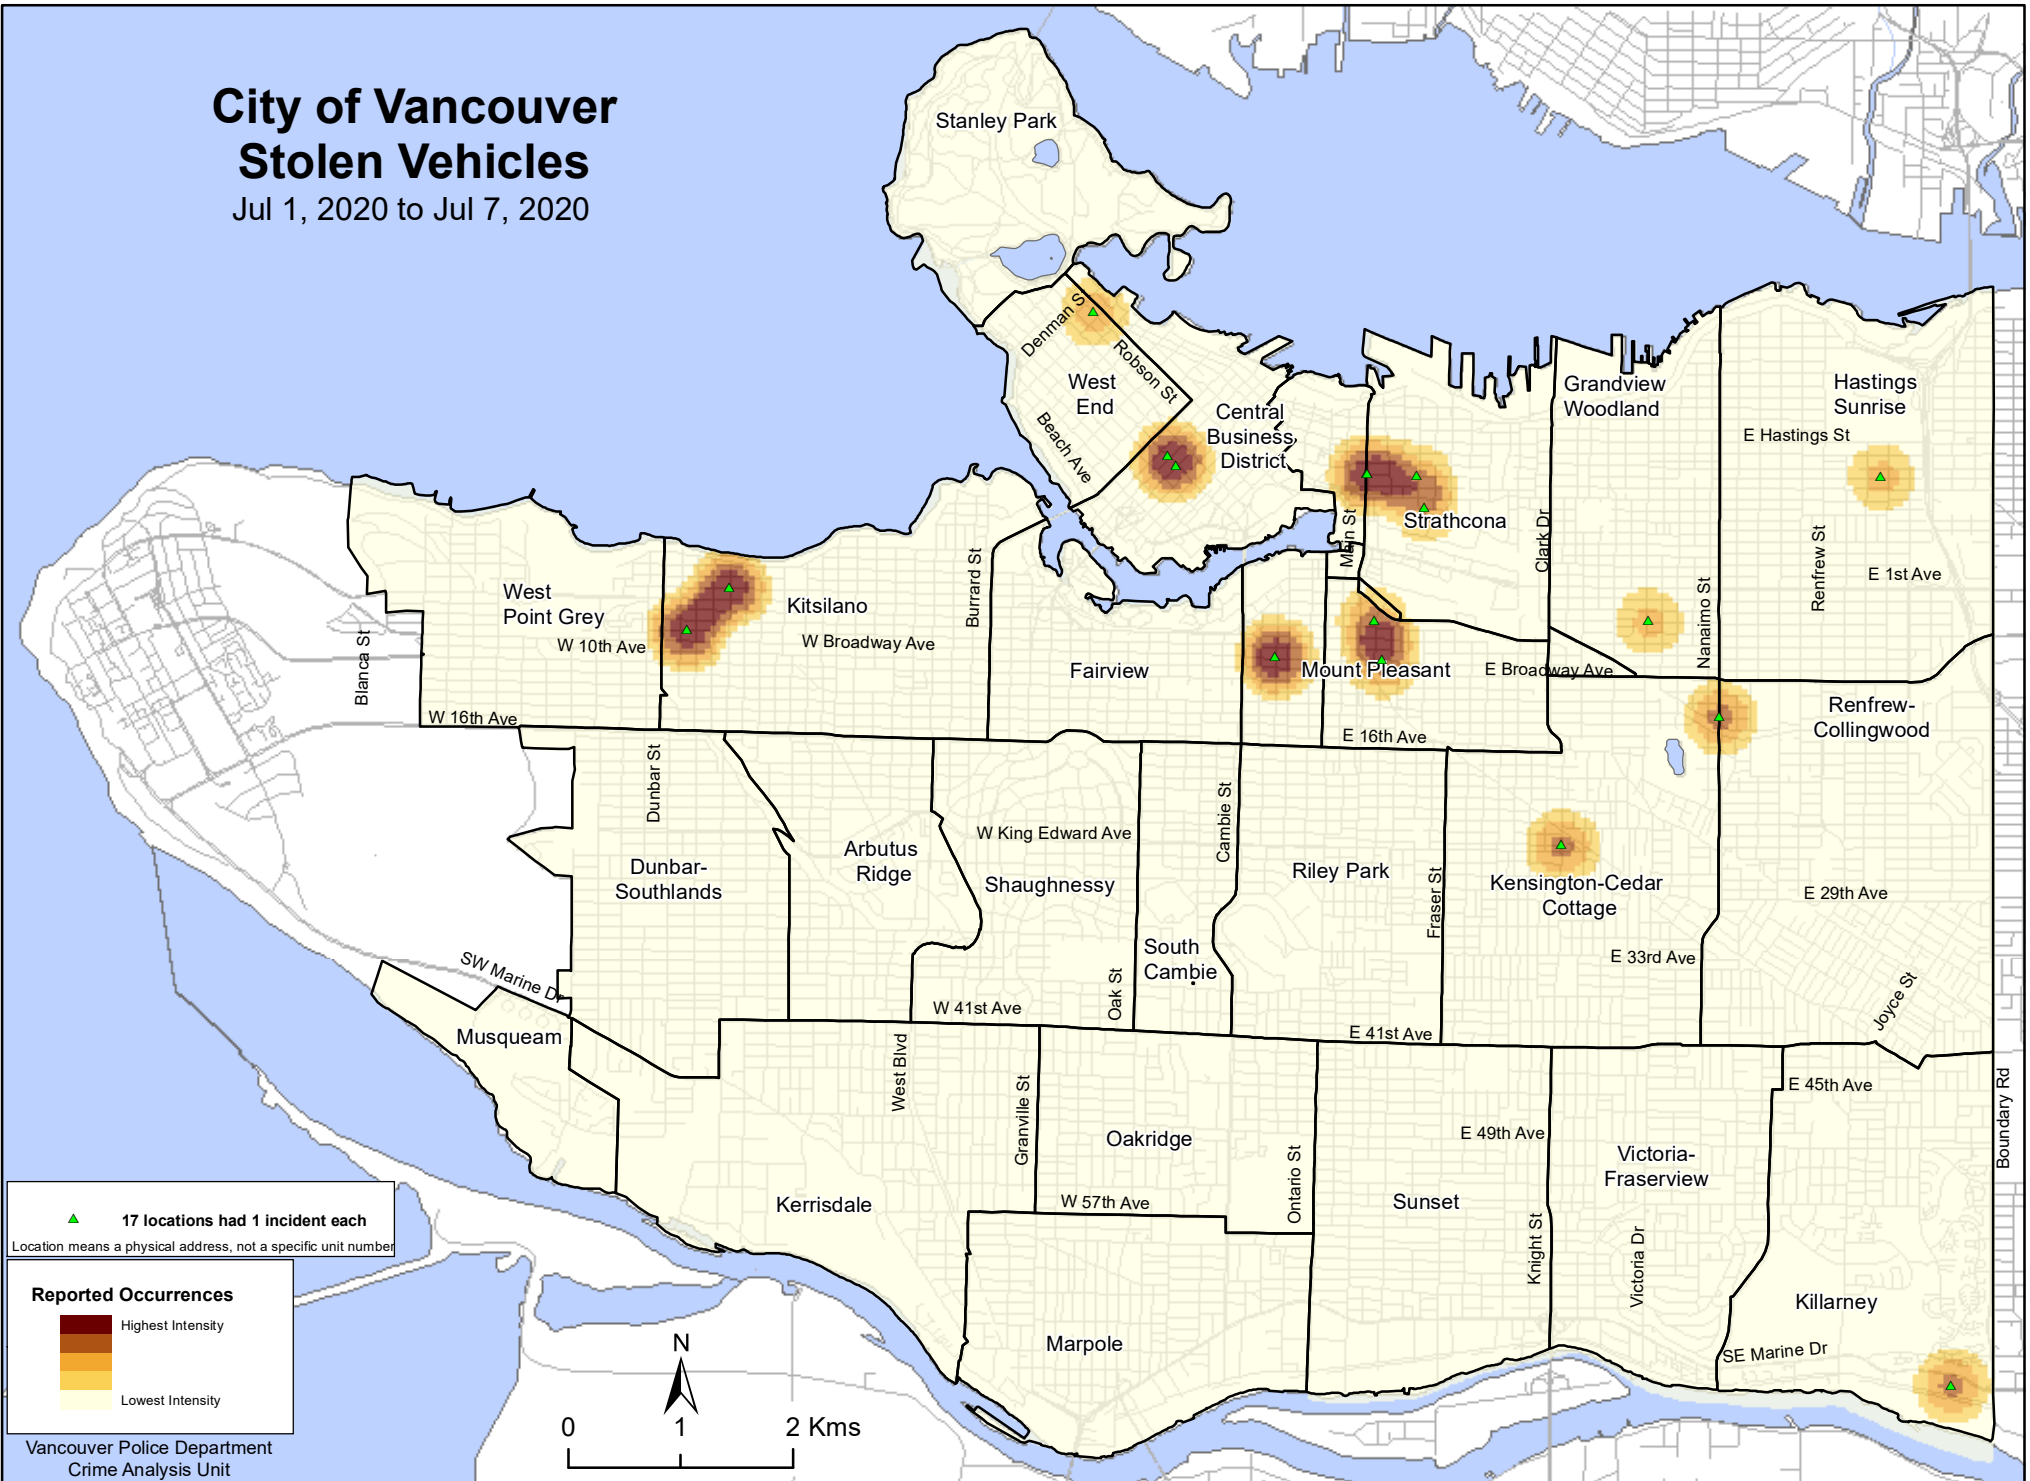 City of Vancouver
Stolen Vehicles
Jul 1, 2020 to Jul 7, 2020
Stanley Park
Denman S
Robson St
West
End
Beach Ave
Central
Business
District
Grandview
Woodland
Hastings
Sunrise
E Hastings St
Main St
Strathcona
Clark Dr
Nanaimo St
Renfrew St
E 1st Ave
West
Point Grey
Kitsilano
Burrard St
W 10th Ave
W Broadway Ave
Blanca St
Fairview
Mount Pleasant
E Broadway Ave
Renfrew-
Collingwood
W 16th Ave
E 16th Ave
Dunbar St
Cambie St
W King Edward Ave
Arbutus
Ridge
Dunbar-
Southlands
Shaughnessy
Riley Park
Fraser St
Kensington-Cedar
Cottage
E 29th Ave
South
Cambie
E 33rd Ave
SW Marine Dr
Oak St
W 41st Ave
E 41st Ave
Joyce St
Musqueam
West Blvd
Granville St
E 45th Ave
Boundary Rd
Oakridge
E 49th Ave
Victoria-
Fraserview
Ontario St
W 57th Ave
Kerrisdale
Sunset
Knight St
Victoria Dr
Killarney
Marpole
SE Marine Dr
17 locations had 1 incident each
Location means a physical address, not a specific unit number
Reported Occurrences
Highest Intensity
Lowest Intensity
Vancouver Police Department
Crime Analysis Unit
N
0 1 2 Kms